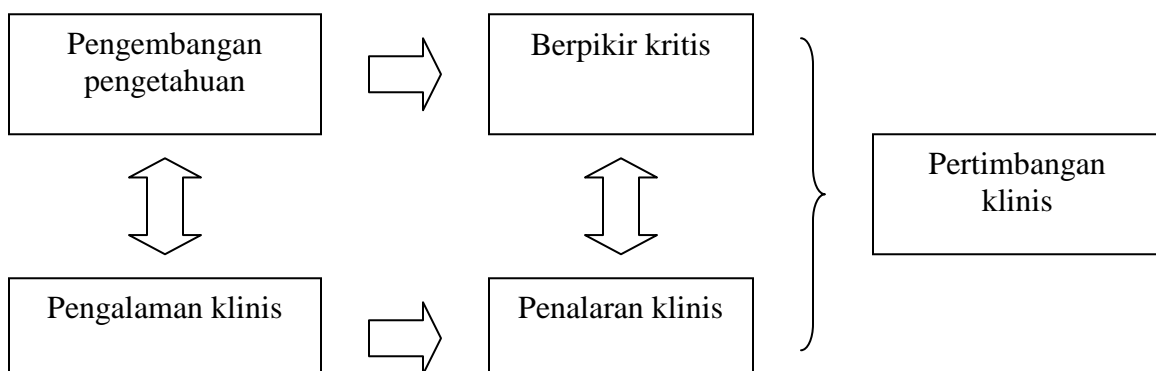 Pengembangan
pengetahuan
Berpikir kritis
Pertimbangan
klinis
Pengalaman klinis
Penalaran klinis